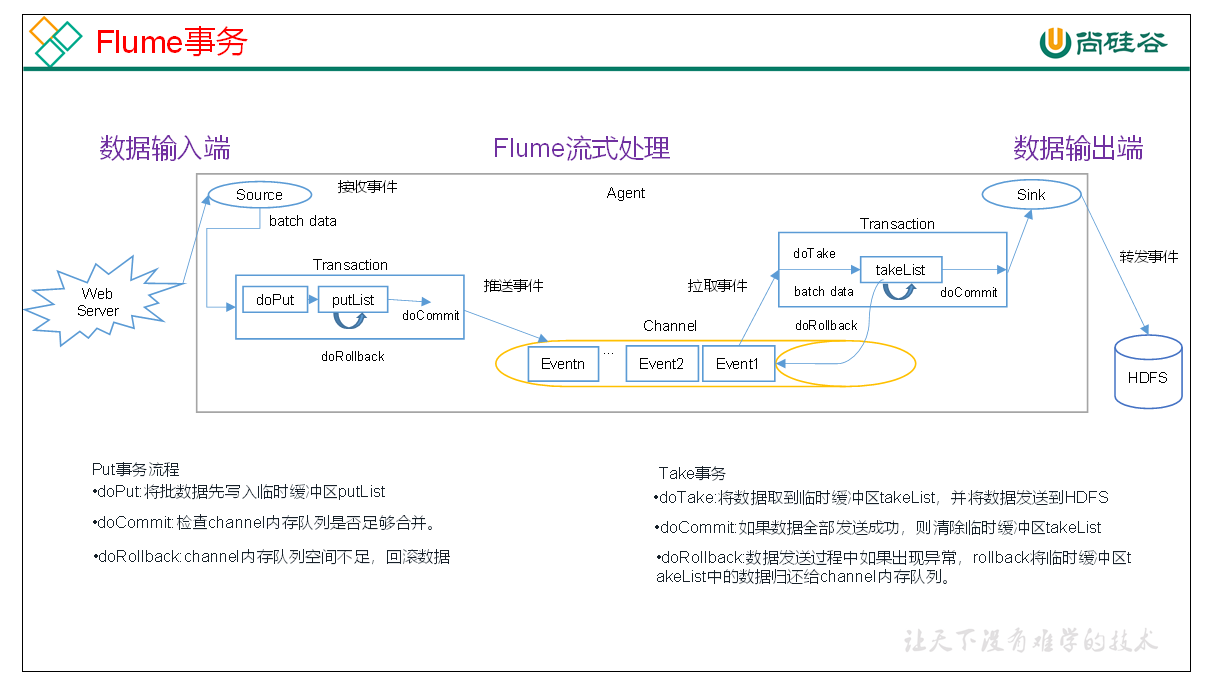 Flume事务
尚硅谷
数据输入端
Flume流式处理
数据输出端
Source
接收事件
Agent
Sink
batch data
Transaction
Transaction
doTake
takeList
batch data
doCommit
doRollback
转发事件
Web
Server
doPut
putList
doCommit
doRollback
推送事件
拉取事件
Channel
Eventn
...
Event2
Event1
HDFS
Put事务流程
•doPut:将批数据先写入临时缓冲区putList
•doCommit:检查channel内存队列是否足够合并。
•doRollback:channel内存队列空间不足，回滚数据
Take事务
•doTake:将数据取到临时缓冲区takeList，并将数据发送到HDFS
•doCommit:如果数据全部发送成功，则清除临时缓冲区takeList
•doRollback:数据发送过程中如果出现异常，rollback将临时缓冲区t
akeList中的数据归还给channel内存队列。
让天下没有难学的技术